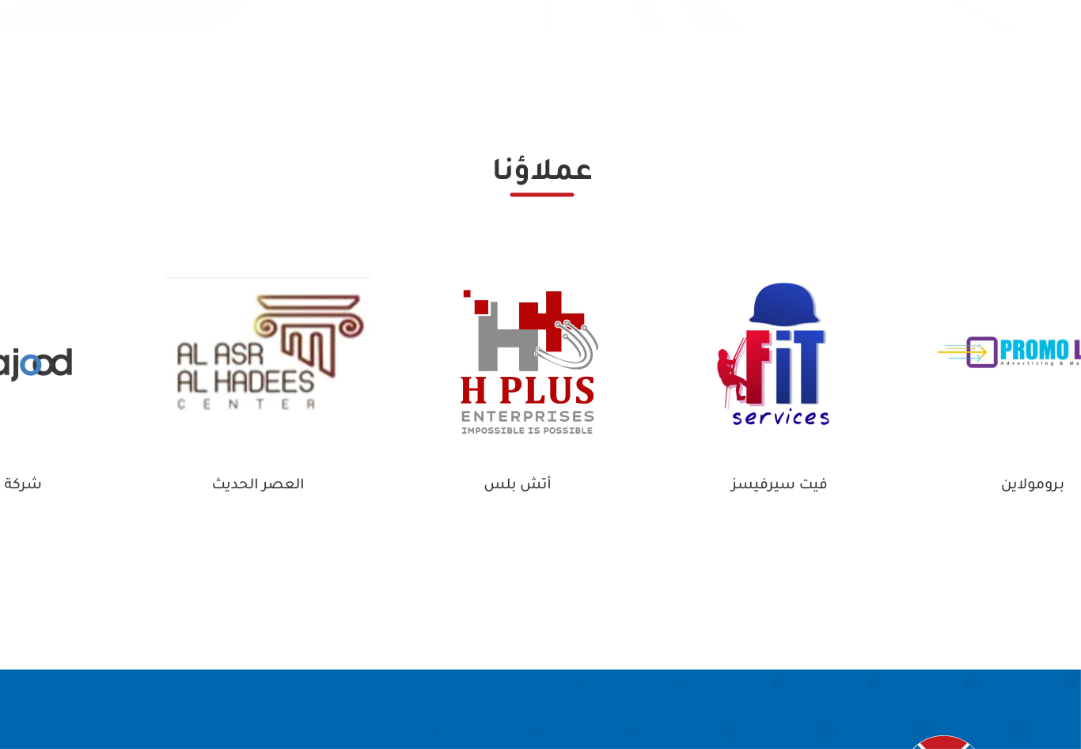 عملاؤنا
PROMO
Advertising &
FiT
services
H PLUS
ENTERPRISES
IMPOSSIBLE IS POSSIBLE
AL ASR
AL HADEES
CENTER
برومولاين
فيت سيرفيسز
أتش بلس
العصر الحديث
شركة